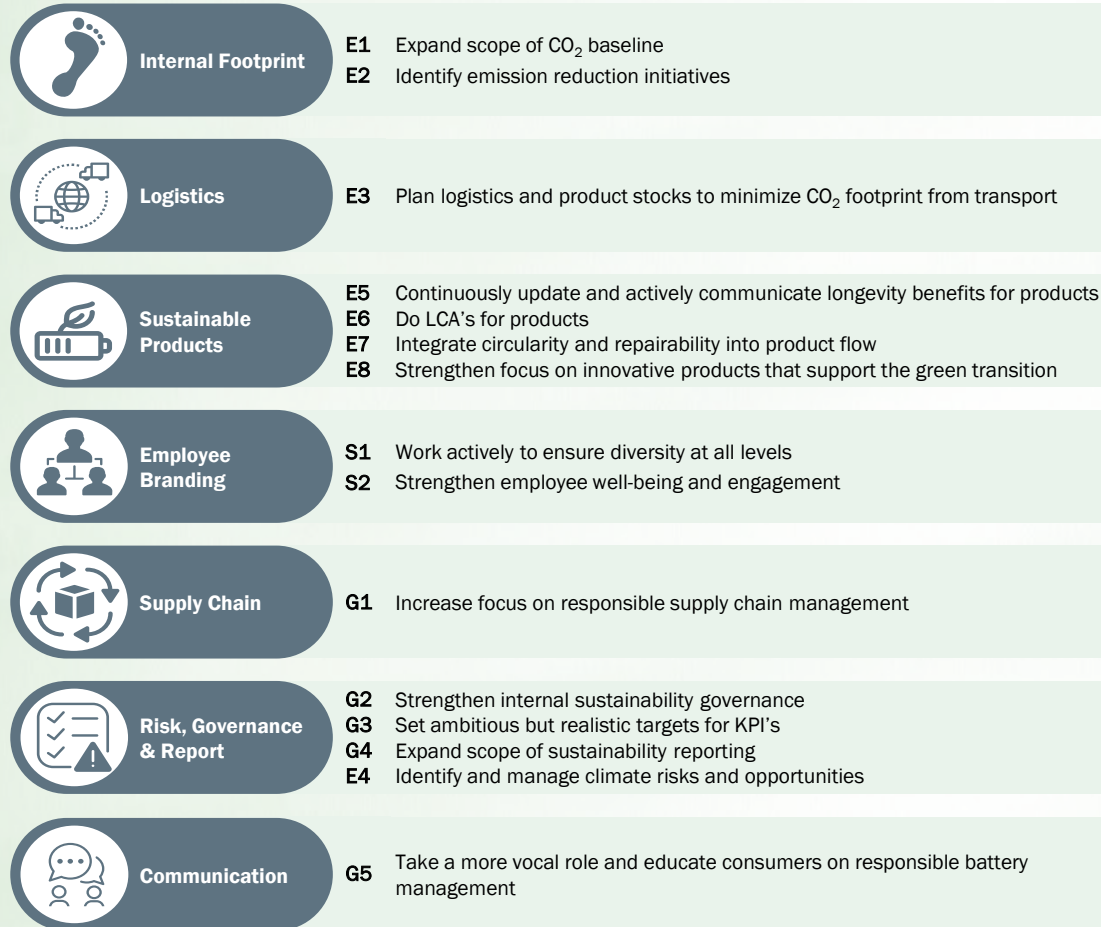 Internal Footprint
E1 Expand scope of CO₂ baseline
E2 Identify emission reduction initiatives
Logistics
E3 Plan logistics and product stocks to minimize CO₂ footprint from transport
Sustainable
Products
E5 Continuously update and actively communicate longevity benefits for products
E6 Do LCA's for products
E7 Integrate circularity and repairability into product flow
E8 Strengthen focus on innovative products that support the green transition
Employee
Branding
S1 Work actively to ensure diversity at all levels
S2 Strengthen employee well-being and engagement
Supply Chain
G1 Increase focus on responsible supply chain management
Risk, Governance
& Report
G2 Strengthen internal sustainability governance
G3 Set ambitious but realistic targets for KPI's
G4 Expand scope of sustainability reporting
E4 Identify and manage climate risks and opportunities
Communication
G5 Take a more vocal role and educate consumers on responsible battery
management